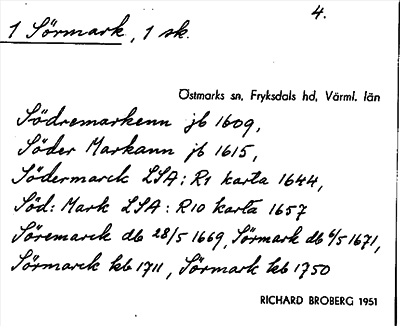 4.
1 Sörmark, 1 sk.
Östmarks sn, Fryksdals hd, Värml. län
Södremarkenn jb 1609,
Söder Markann jb 1615,
Södermarck LSA: R1 karta 1644,
Söd: Mark LSA: R10 karta 1657
Söremarck db 28/5 1669, Sörmark db 6/5 1671,
Sörmarck kb 1711, Sörmark kb 1750
RICHARD BROBERG 1951